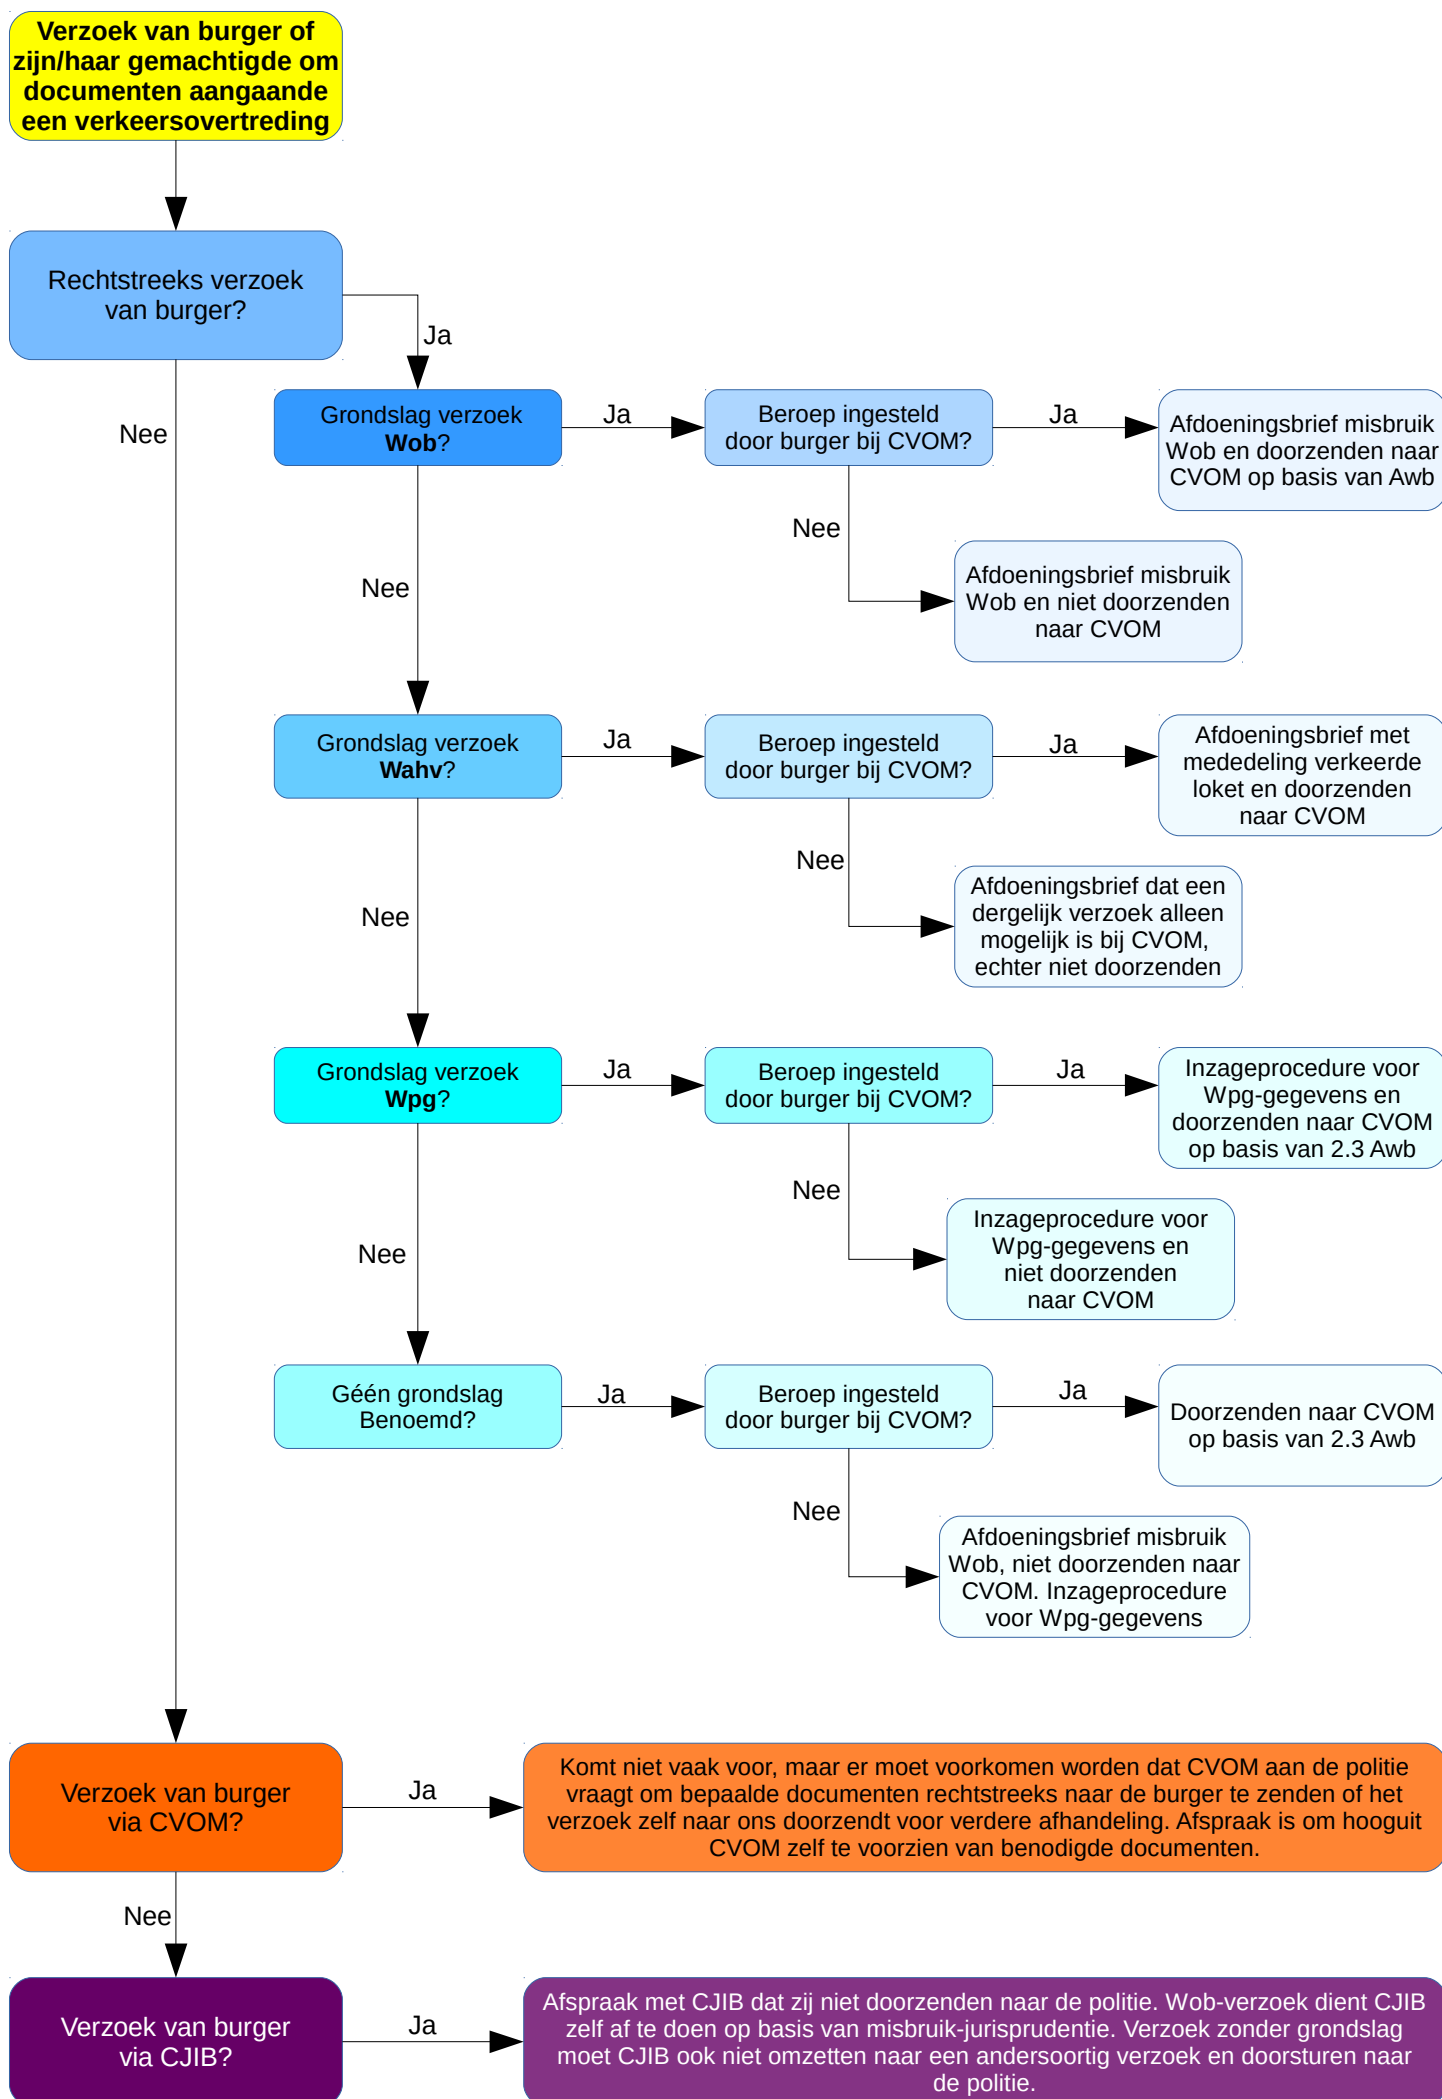 Verzoek van burger of
zijn/haar gemachtigde om
documenten aangaande
een verkeersovertreding
Rechtstreeks verzoek
van burger?
Ja
Nee
Grondslag verzoek
Wob?
Ja
Beroep ingesteld
door burger bij CVOM?
Ja
Afdoeningsbrief misbruik
Wob en doorzenden naar
CVOM op basis van Awb
Nee
Afdoeningsbrief misbruik
Wob en niet doorzenden
naar CVOM
Nee
Grondslag verzoek
Wahv?
Ja
Beroep ingesteld
door burger bij CVOM?
Ja
Afdoeningsbrief met
mededeling verkeerde
loket en doorzenden
naar CVOM
Nee
Afdoeningsbrief dat een
dergelijk verzoek alleen
mogelijk is bij CVOM,
echter niet doorzenden
Nee
Grondslag verzoek
Wpg?
Ja
Beroep ingesteld
door burger bij CVOM?
Ja
Inzageprocedure voor
Wpg-gegevens en
doorzenden naar CVOM
op basis van 2.3 Awb
Nee
Inzageprocedure voor
Wpg-gegevens en
niet doorzenden
naar CVOM
Nee
Géén grondslag
Benoemd?
Ja
Beroep ingesteld
door burger bij CVOM?
Ja
Doorzenden naar CVOM
op basis van 2.3 Awb
Nee
Afdoeningsbrief misbruik
Wob, niet doorzenden naar
CVOM. Inzageprocedure
voor Wpg-gegevens
Verzoek van burger
via CVOM?
Ja
Komt niet vaak voor, maar er moet voorkomen worden dat CVOM aan de politie
vraagt om bepaalde documenten rechtstreeks naar de burger te zenden of het
verzoek zelf naar ons doorzendt voor verdere afhandeling. Afspraak is om hooguit
CVOM zelf te voorzien van benodigde documenten.
Nee
Verzoek van burger
via CJIB?
Ja
Afspraak met CJIB dat zij niet doorzenden naar de politie. Wob-verzoek dient CJIB
zelf af te doen op basis van misbruik-jurisprudentie. Verzoek zonder grondslag
moet CJIB ook niet omzetten naar een andersoortig verzoek en doorsturen naar
de politie.